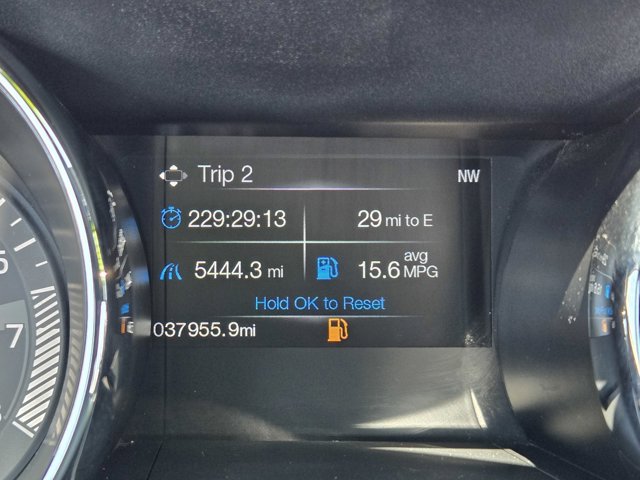 Trip 2
NW
229:29:13
29 mi to E
5444.3 mi
15.6 avg MPG
Hold OK to Reset
037955.9mi
7